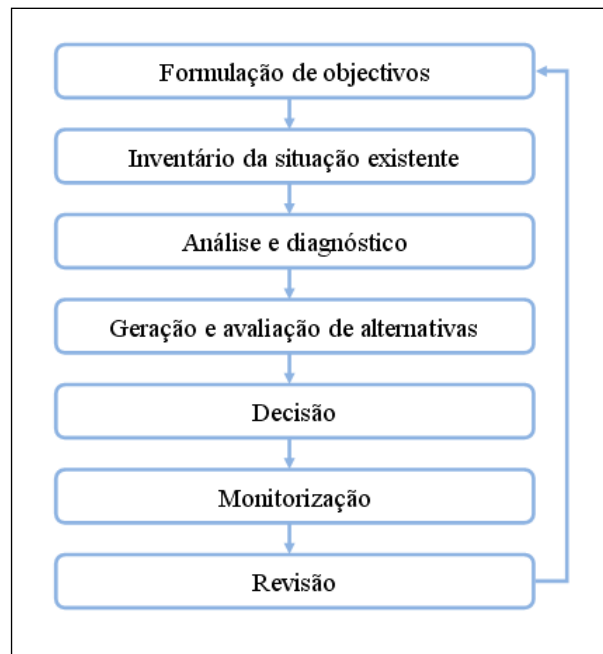 Formulação de objectivos
Inventário da situação existente
Análise e diagnóstico
Geração e avaliação de alternativas
Decisão
Monitorização
Revisão